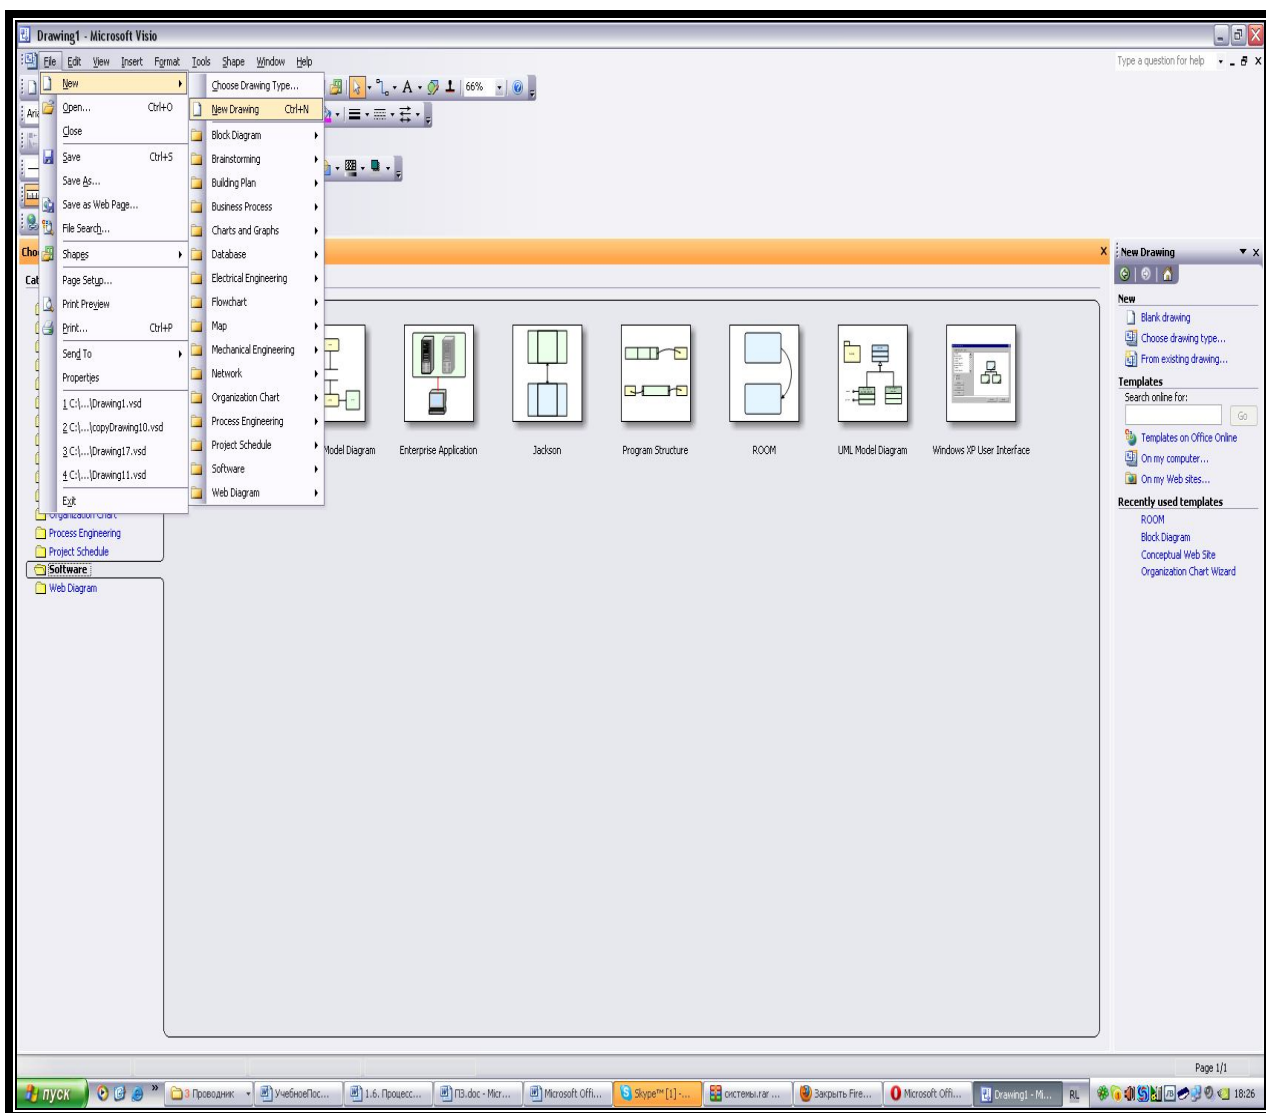 Drawing1 - Microsoft Visio
File Edit View Insert Format Tools Shape Window Help
Type a question for help
New
Open... Ctrl+O
Close
Save Ctrl+S
Save As...
Save as Web Page...
File Search...
Shapes
Page Setup...
Print Preview
Print... Ctrl+P
Send To
Properties
1 C:\...\Drawing1.vsd
2 C:\...\copyDrawing10.vsd
3 C:\...\Drawing17.vsd
4 C:\...\Drawing11.vsd
Exit
Choose Drawing Type...
New Drawing Ctrl+N
Block Diagram
Brainstorming
Building Plan
Business Process
Charts and Graphs
Database
Electrical Engineering
Flowchart
Map
Mechanical Engineering
Network
Organization Chart
Process Engineering
Project Schedule
Software
Web Diagram
66%
Ari
Cho
Cat
Organization Chart
Process Engineering
Project Schedule
Software
Web Diagram
Model Diagram
Enterprise Application
Jackson
Program Structure
ROOM
UML Model Diagram
Windows XP User Interface
New Drawing
New
Blank drawing
Choose drawing type...
From existing drawing...
Templates
Search online for:
Go
Templates on Office Online
On my computer...
On my Web sites...
Recently used templates
ROOM
Block Diagram
Conceptual Web Site
Organization Chart Wizard
Page 1/1
пуск
3 Проводник
УчебноеПос...
1.6. Процесс...
ПЗ.doc - Micr...
Microsoft Offi...
Skype™ [1] -...
системы.rar ...
Закрыть Fire...
Microsoft Offi...
Drawing1 - Mi...
RL
18:26